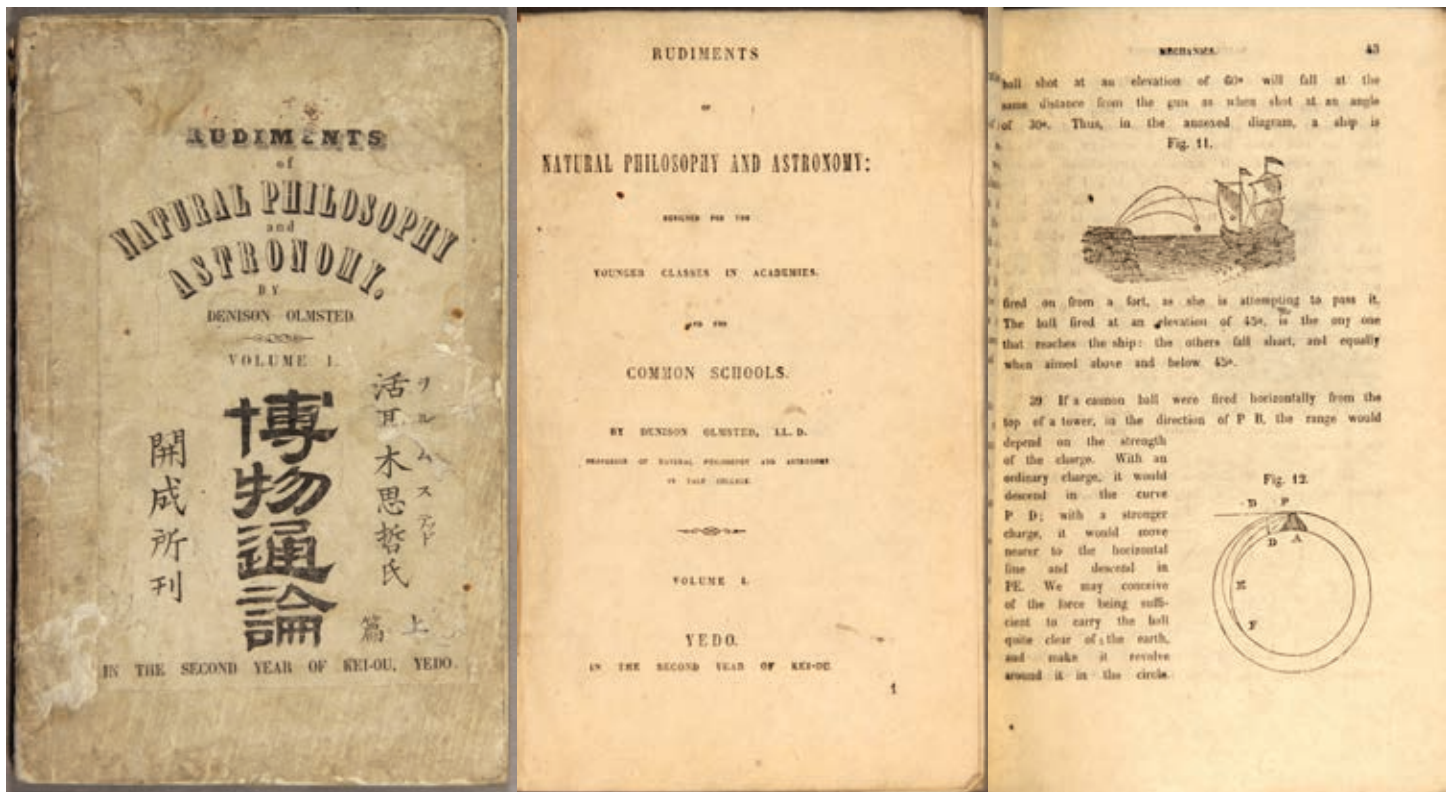 RUDIMENTS
of
NATURAL PHILOSOPHY
and
ASTRONOMY.
BY
DENISON OLMSTED.
VOLUME I.
ヲルムステッド
活耳木思哲氏
上篇
博物通論
開成所刊
IN THE SECOND YEAR OF KEI-OU, YEDO.
RUDIMENTS
OF
NATURAL PHILOSOPHY AND ASTRONOMY:
DESIGNED FOR THE
YOUNGER CLASSES IN ACADEMIES.
AND FOR
COMMON SCHOOLS.
BY DENISON OLMSTED, LL. D.
PROFESSOR OF NATURAL PHILOSOPHY AND ASTRONOMY
IN YALE COLLEGE.
VOLUME I.
YEDO.
IN THE SECOND YEAR OF KEI-OU.
1
MECHANICS. 43
ball shot at an elevation of 60° will fall at the
same distance from the gun as when shot at an angle
of 30°. Thus, in the annexed diagram, a ship is
Fig. 11.
fired on from a fort, as she is attempting to pass it.
The ball fired at an elevation of 45°, is the ony one
that reaches the ship: the others fall short, and equally
when aimed above and below 45°.
If a cannon ball were fired horizontally from the
top of a tower, in the direction of P B, the range would
depend on the strength
of the charge. With an
ordinary charge, it would
descend in the curve
P D; with a stronger
charge, it would move
nearer to the horizontal
line and descend in
PE. We may conceive
of the force being suffi-
cient to carry the ball
quite clear of the earth,
and make it revolve
around it in the circle
Fig. 12.
B P
D A
E
F